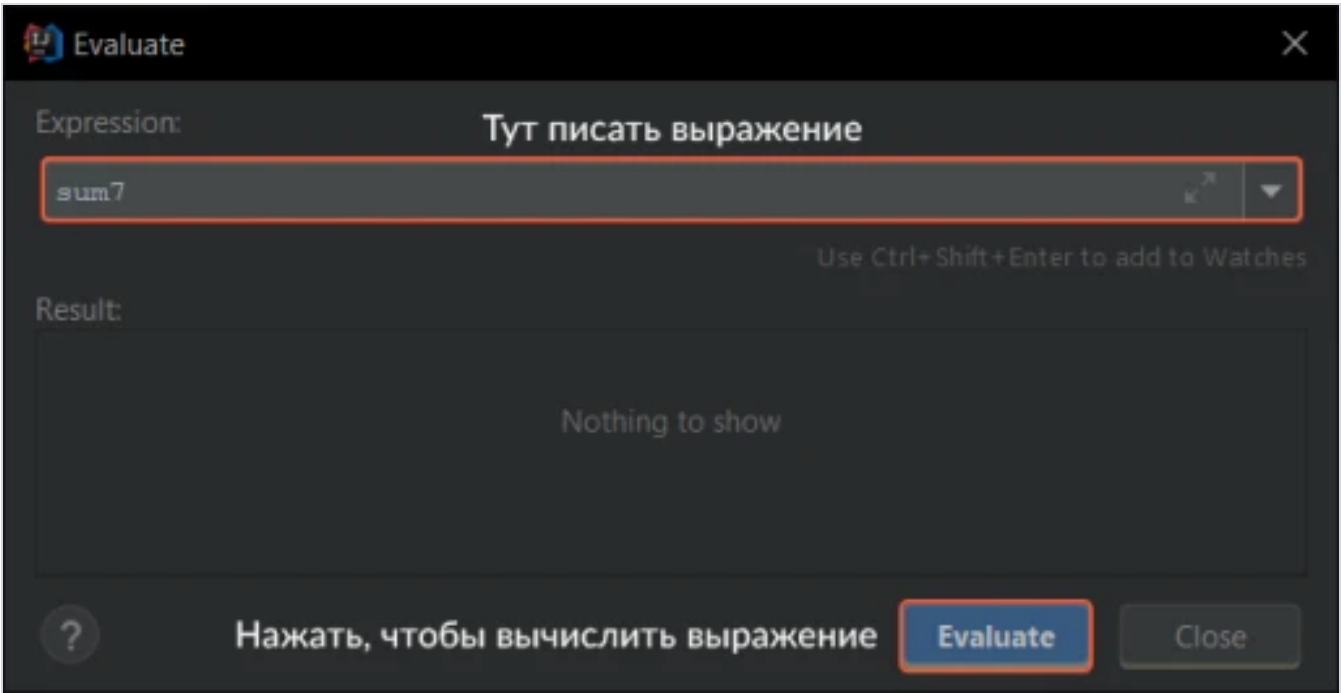 Evaluate
Expression:
Тут писать выражение
sum7
Use Ctrl+Shift+Enter to add to Watches
Result:
Nothing to show
?
Нажать, чтобы вычислить выражение
Evaluate
Close